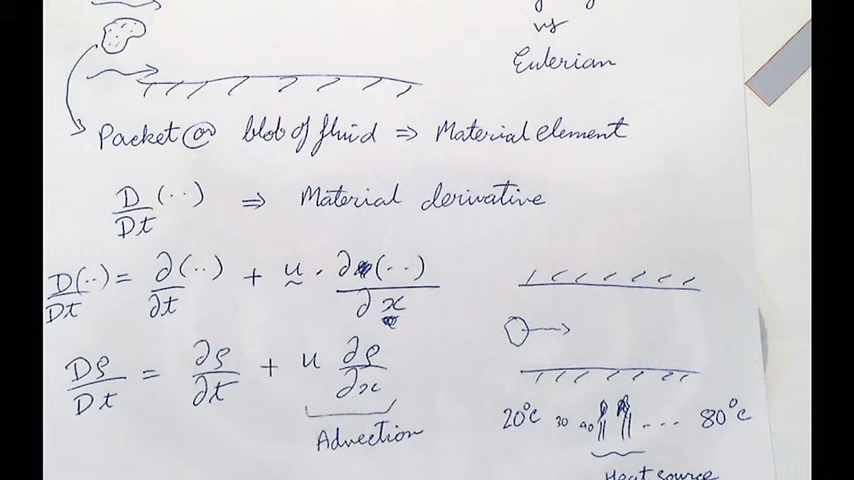 vs
Eulerian
Packet @ blob of fluid ⇒ Material element
D/Dt (··) ⇒ Material derivative
D(··)/Dt = ∂(··)/∂t + u · ∂(··)/∂x
Dρ/Dt = ∂ρ/∂t + u ∂ρ/∂x
Advection
20°C 30 40 .... 80°C
Heat source